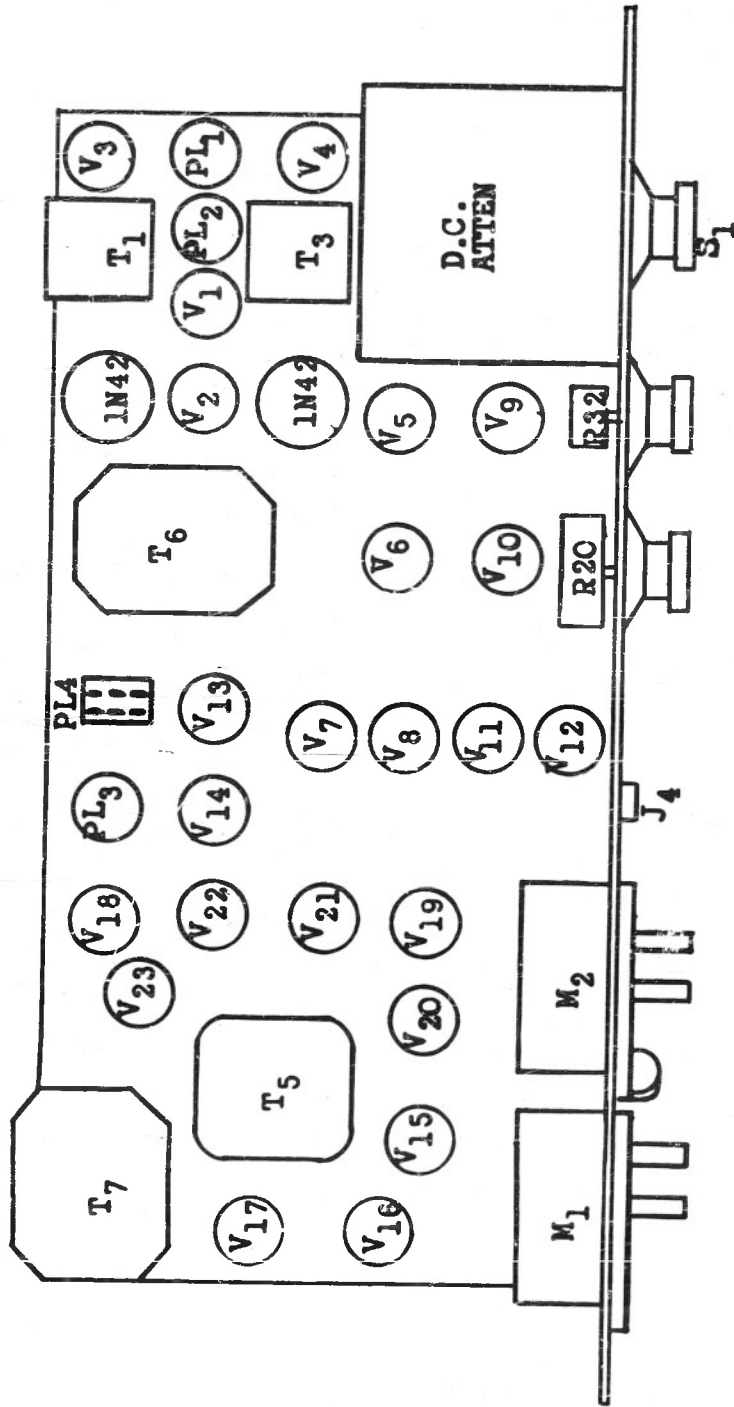 T₇
V₁₇
V₁₆
M₁
T₅
V₁₅
V₂₃
V₂₀
M₂
V₁₈
V₂₂
V₂₁
V₁₉
PL₃
V₁₄
J₄
PL4
V₁₃
V₇
V₈
V₁₁
V₁₂
T₆
V₆
V₁₀
R20
1N42
V₂
1N42
V₅
V₉
R32
V₁
T₁
PL₂
T₃
D.C.
ATTEN
S₁
V₃
PL₁
V₄